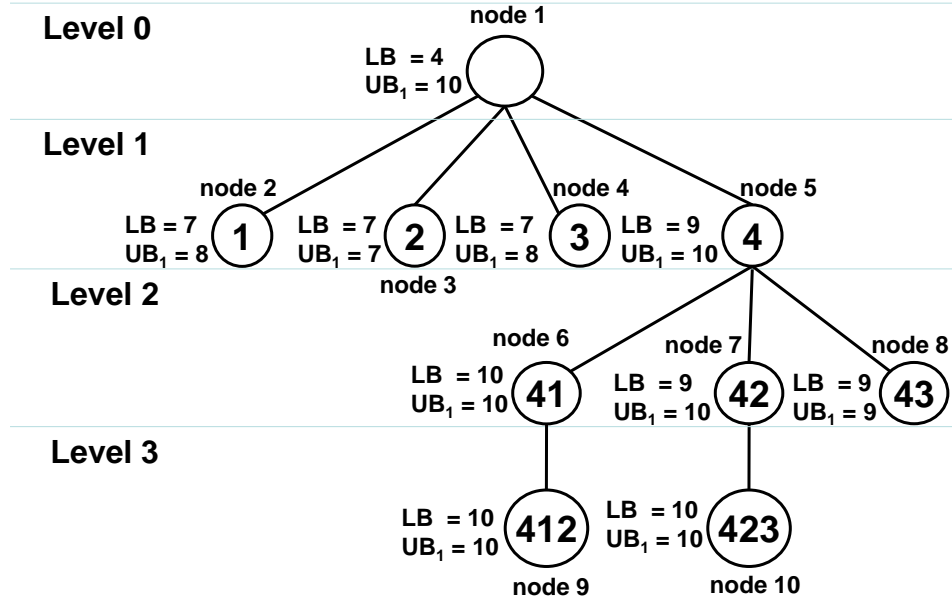 Level 0
node 1
LB = 4
UB₁ = 10
Level 1
node 2
node 4
node 5
LB = 7
UB₁ = 8
1
LB = 7
UB₁ = 7
2
LB = 7
UB₁ = 8
3
LB = 9
UB₁ = 10
4
node 3
Level 2
node 6
node 7
node 8
LB = 10
UB₁ = 10
41
LB = 9
UB₁ = 10
42
LB = 9
UB₁ = 9
43
Level 3
LB = 10
UB₁ = 10
412
LB = 10
UB₁ = 10
423
node 9
node 10